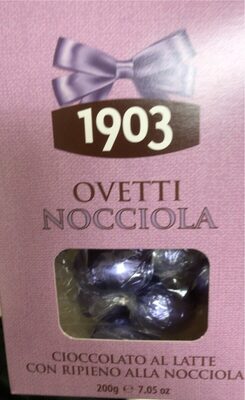 1903
OVETTI
NOCCIOLA
CIOCCOLATO AL LATTE
CON RIPIENO ALLA NOCCIOLA
200g ℮ 7.05 oz